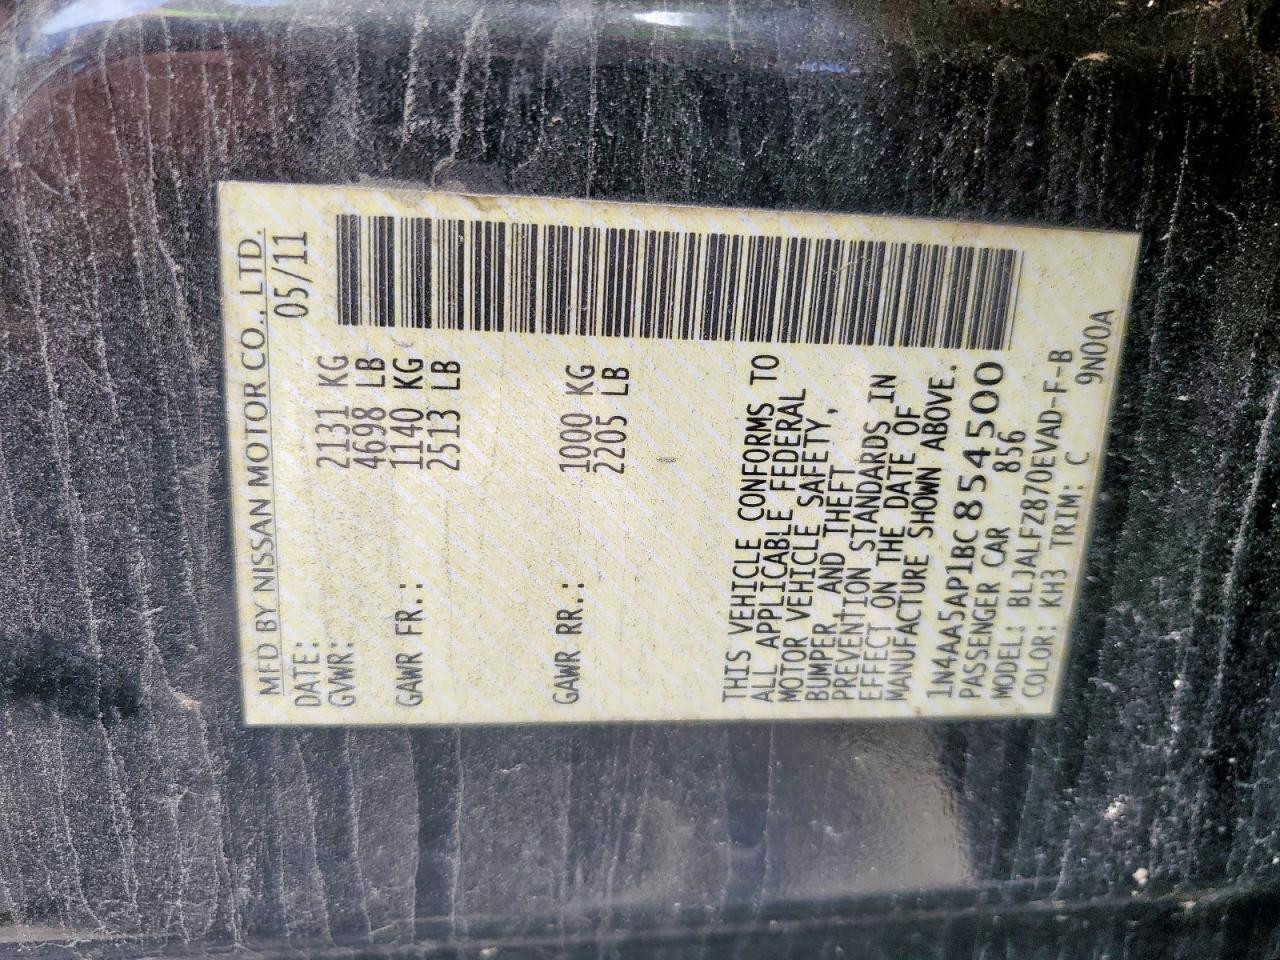 MFD BY NISSAN MOTOR CO., LTD.
DATE: 05/11
GVWR: 2131 KG
4698 LB
GAWR FR.: 1140 KG
2513 LB
GAWR RR.: 1000 KG
2205 LB
THIS VEHICLE CONFORMS TO
ALL APPLICABLE FEDERAL
MOTOR VEHICLE SAFETY,
BUMPER, AND THEFT
PREVENTION STANDARDS IN
EFFECT ON THE DATE OF
MANUFACTURE SHOWN ABOVE.
1N4AA5AP1BC854500
PASSENGER CAR 856
MODEL: BLJALFZ870EVAD-F-B
COLOR: KH3 TRIM: C 9N00A